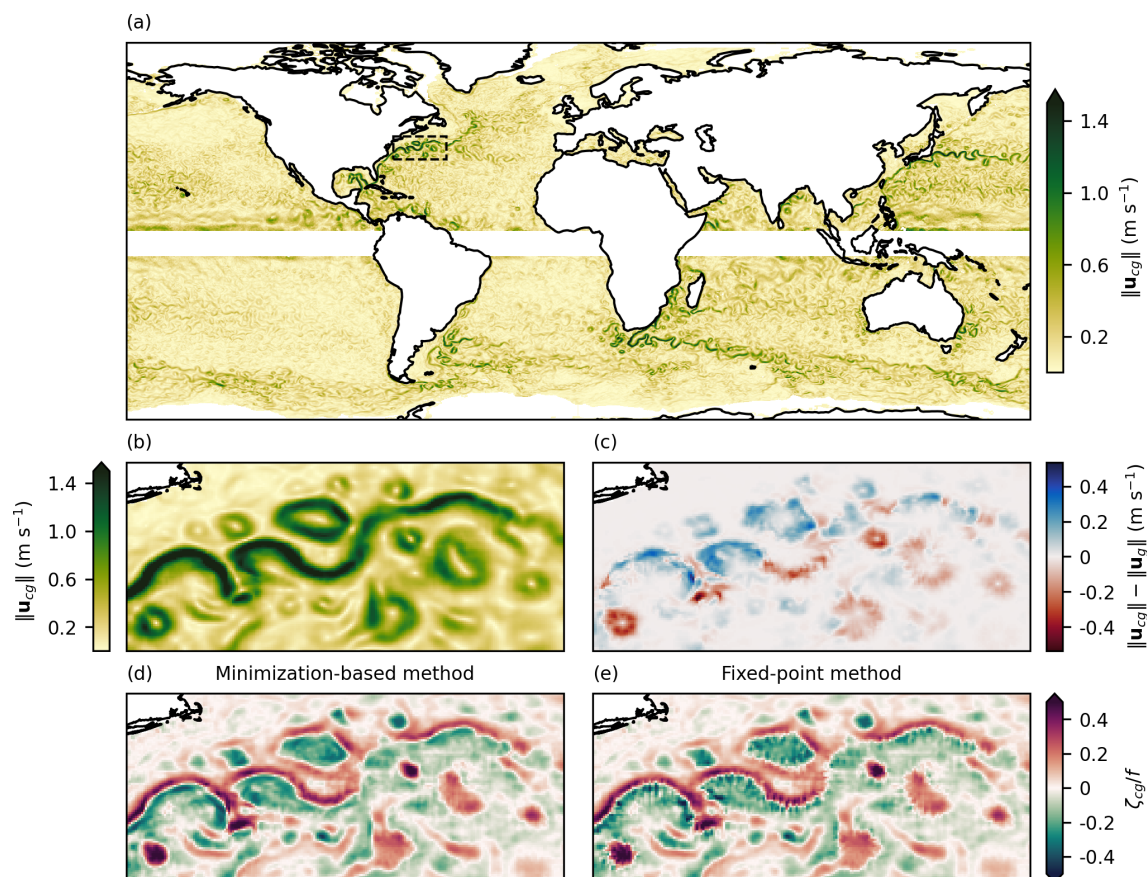 (a)
1.4
1.0
0.6
0.2
‖u_cg‖ (m s⁻¹)
(b)
(c)
1.4
1.0
0.6
0.2
‖u_cg‖ (m s⁻¹)
0.4
0.2
0
-0.2
-0.4
‖u_cg‖ − ‖u_g‖ (m s⁻¹)
(d) Minimization-based method
(e) Fixed-point method
0.4
0.2
0
-0.2
-0.4
ζ_cg/f